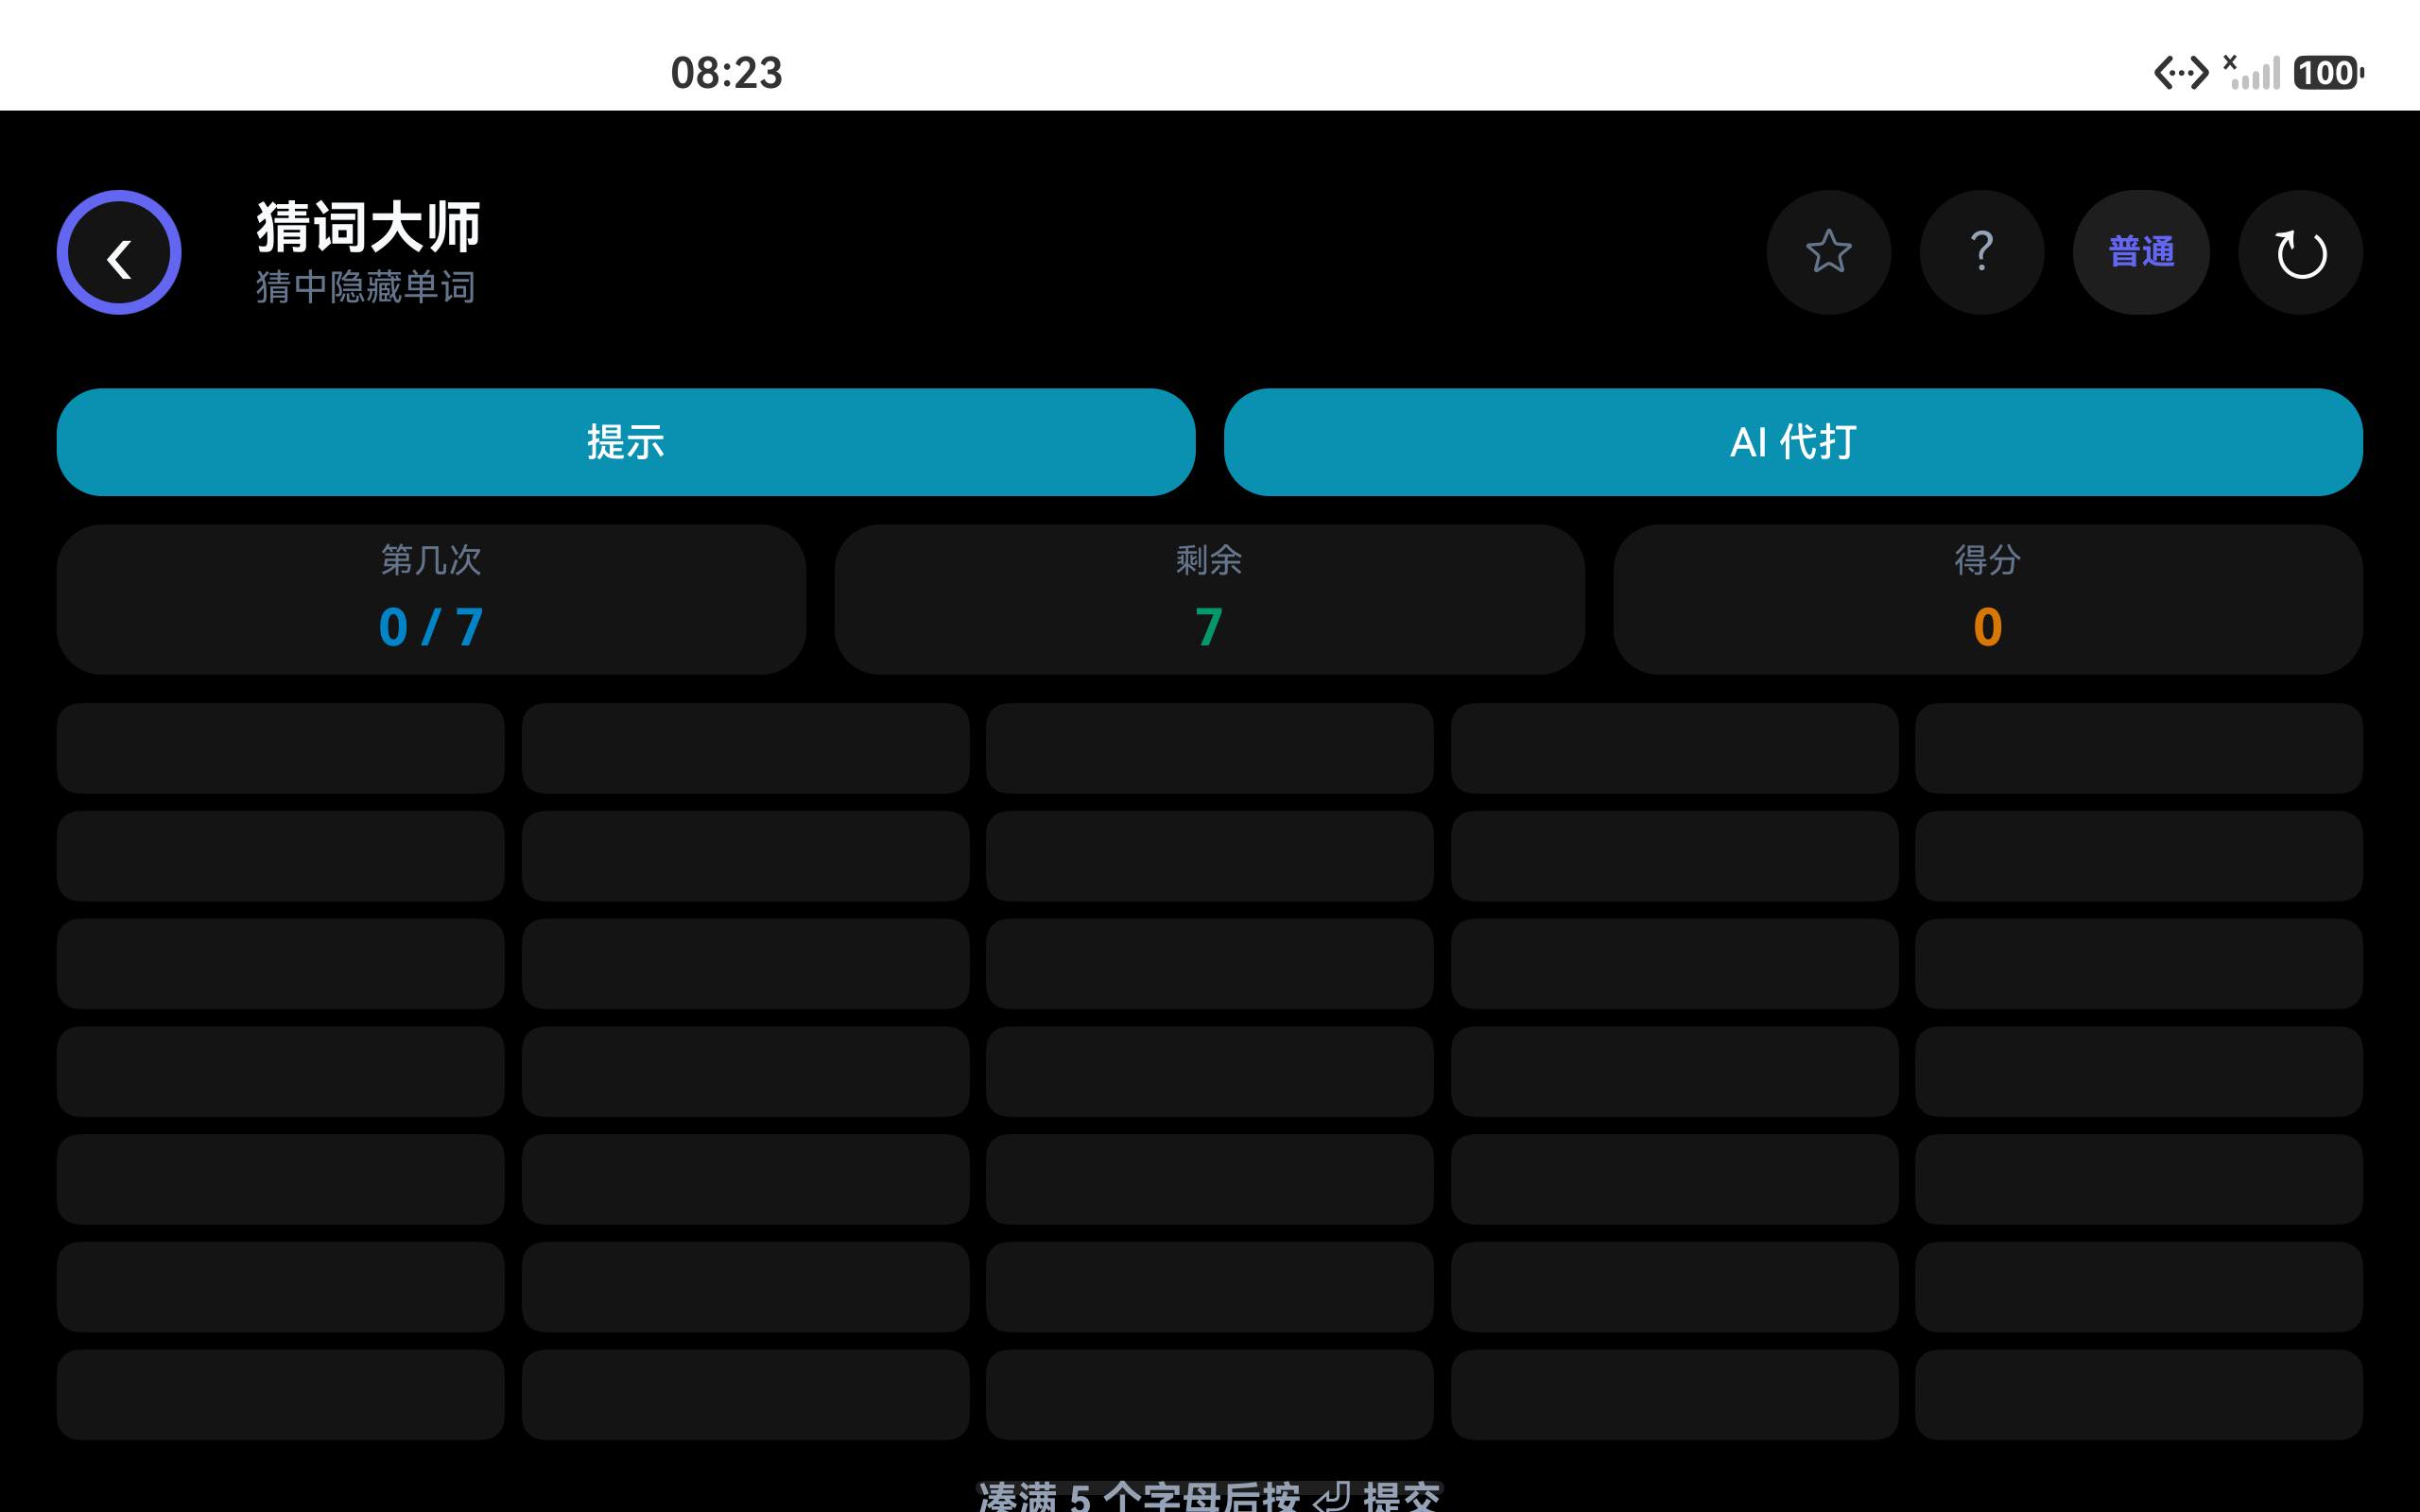 08:23
100
猜词大师
猜中隐藏单词
?
普通
提示
AI 代打
第几次
0 / 7
剩余
7
得分
0
凑满 5 个字母后按 ⏎ 提交